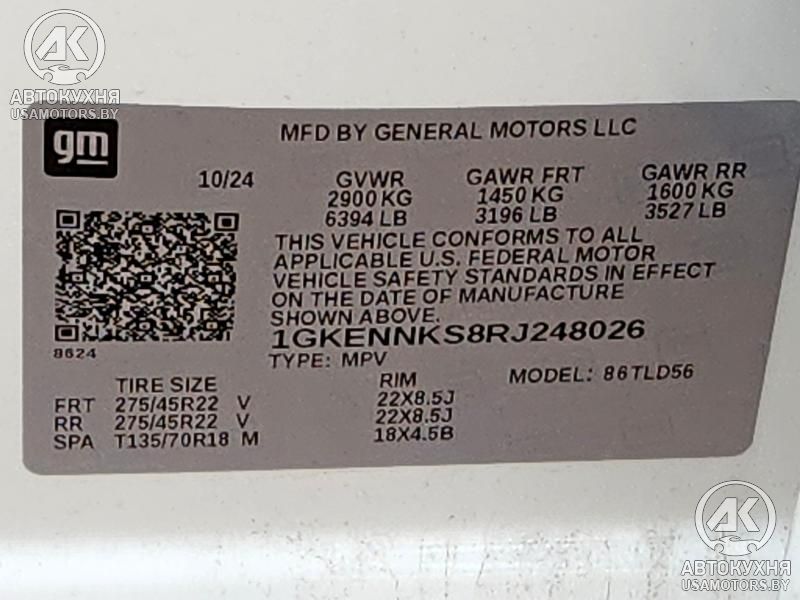 AK
АВТОКУХНЯ
USAMOTORS.BY
gm
MFD BY GENERAL MOTORS LLC
10/24
GVWR
2900 KG
6394 LB
GAWR FRT
1450 KG
3196 LB
GAWR RR
1600 KG
3527 LB
THIS VEHICLE CONFORMS TO ALL
APPLICABLE U.S. FEDERAL MOTOR
VEHICLE SAFETY STANDARDS IN EFFECT
ON THE DATE OF MANUFACTURE
SHOWN ABOVE.
8624
1GKENNKS8RJ248026
TYPE: MPV
MODEL: 86TLD56
TIRE SIZE RIM
FRT 275/45R22 V 22X8.5J
RR 275/45R22 V 22X8.5J
SPA T135/70R18 M 18X4.5B
AK
АВТОКУХНЯ
USAMOTORS.BY